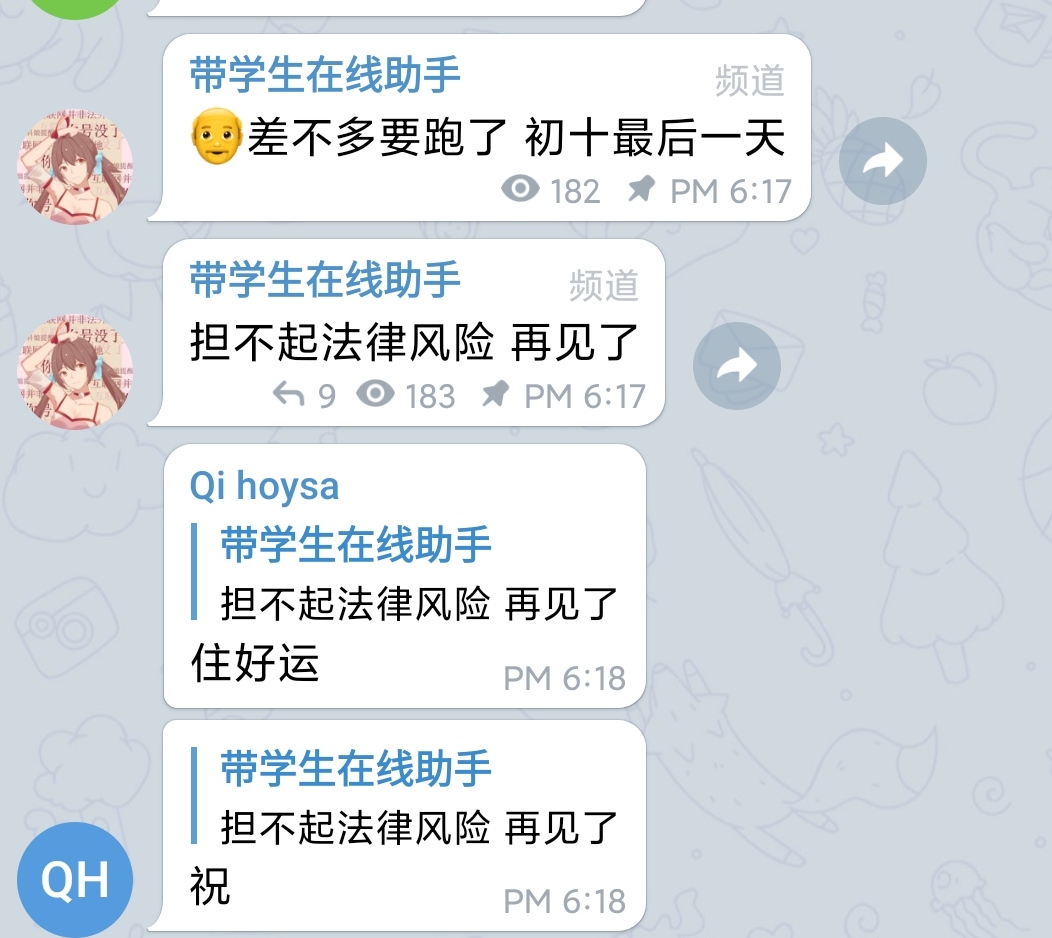 带学生在线助手 频道
👴差不多要跑了 初十最后一天
182 PM 6:17
带学生在线助手 频道
担不起法律风险 再见了
9 183 PM 6:17
Qi hoysa
带学生在线助手
担不起法律风险 再见了
住好运
PM 6:18
带学生在线助手
担不起法律风险 再见了
祝
PM 6:18
QH